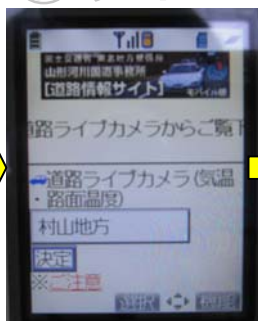 国土交通省 東北地方整備局
山形河川国道事務所
【道路情報サイト】
モバイル版
道路ライブカメラからご覧下
道路ライブカメラ(気温
・路面温度)
村山地方
決定
※ご注意
選択